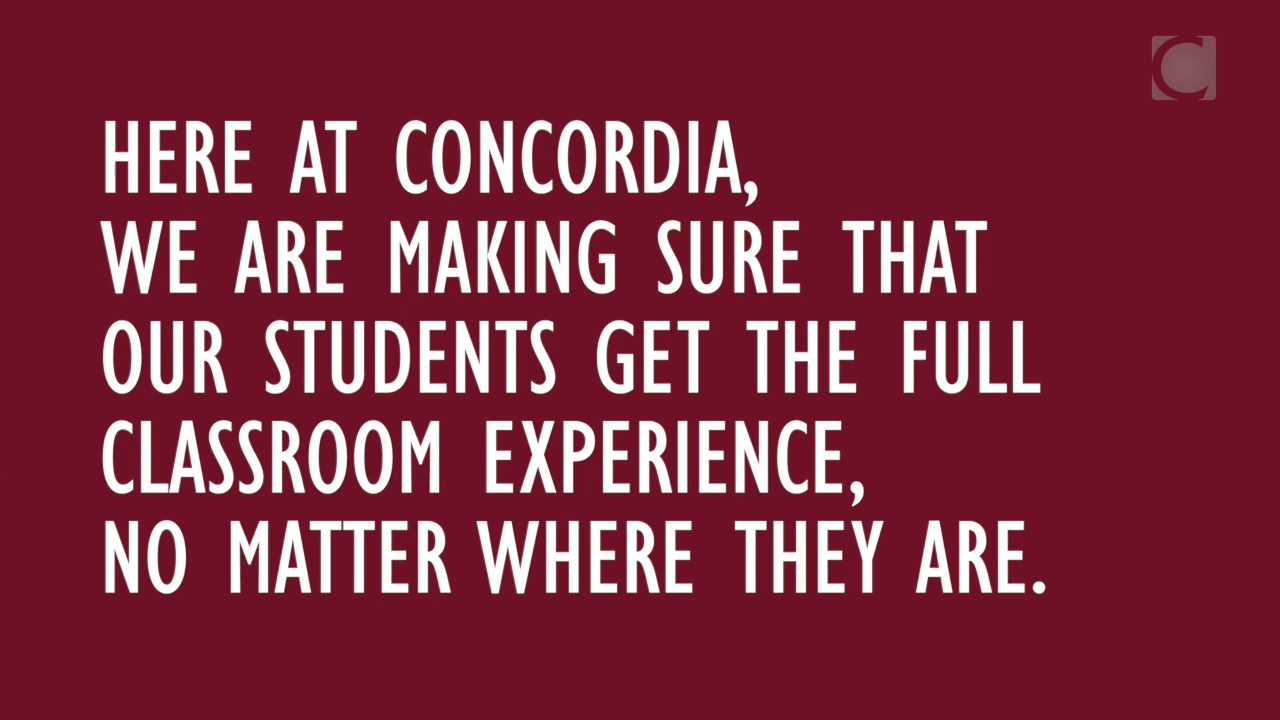 HERE AT CONCORDIA,
WE ARE MAKING SURE THAT
OUR STUDENTS GET THE FULL
CLASSROOM EXPERIENCE,
NO MATTER WHERE THEY ARE.
C